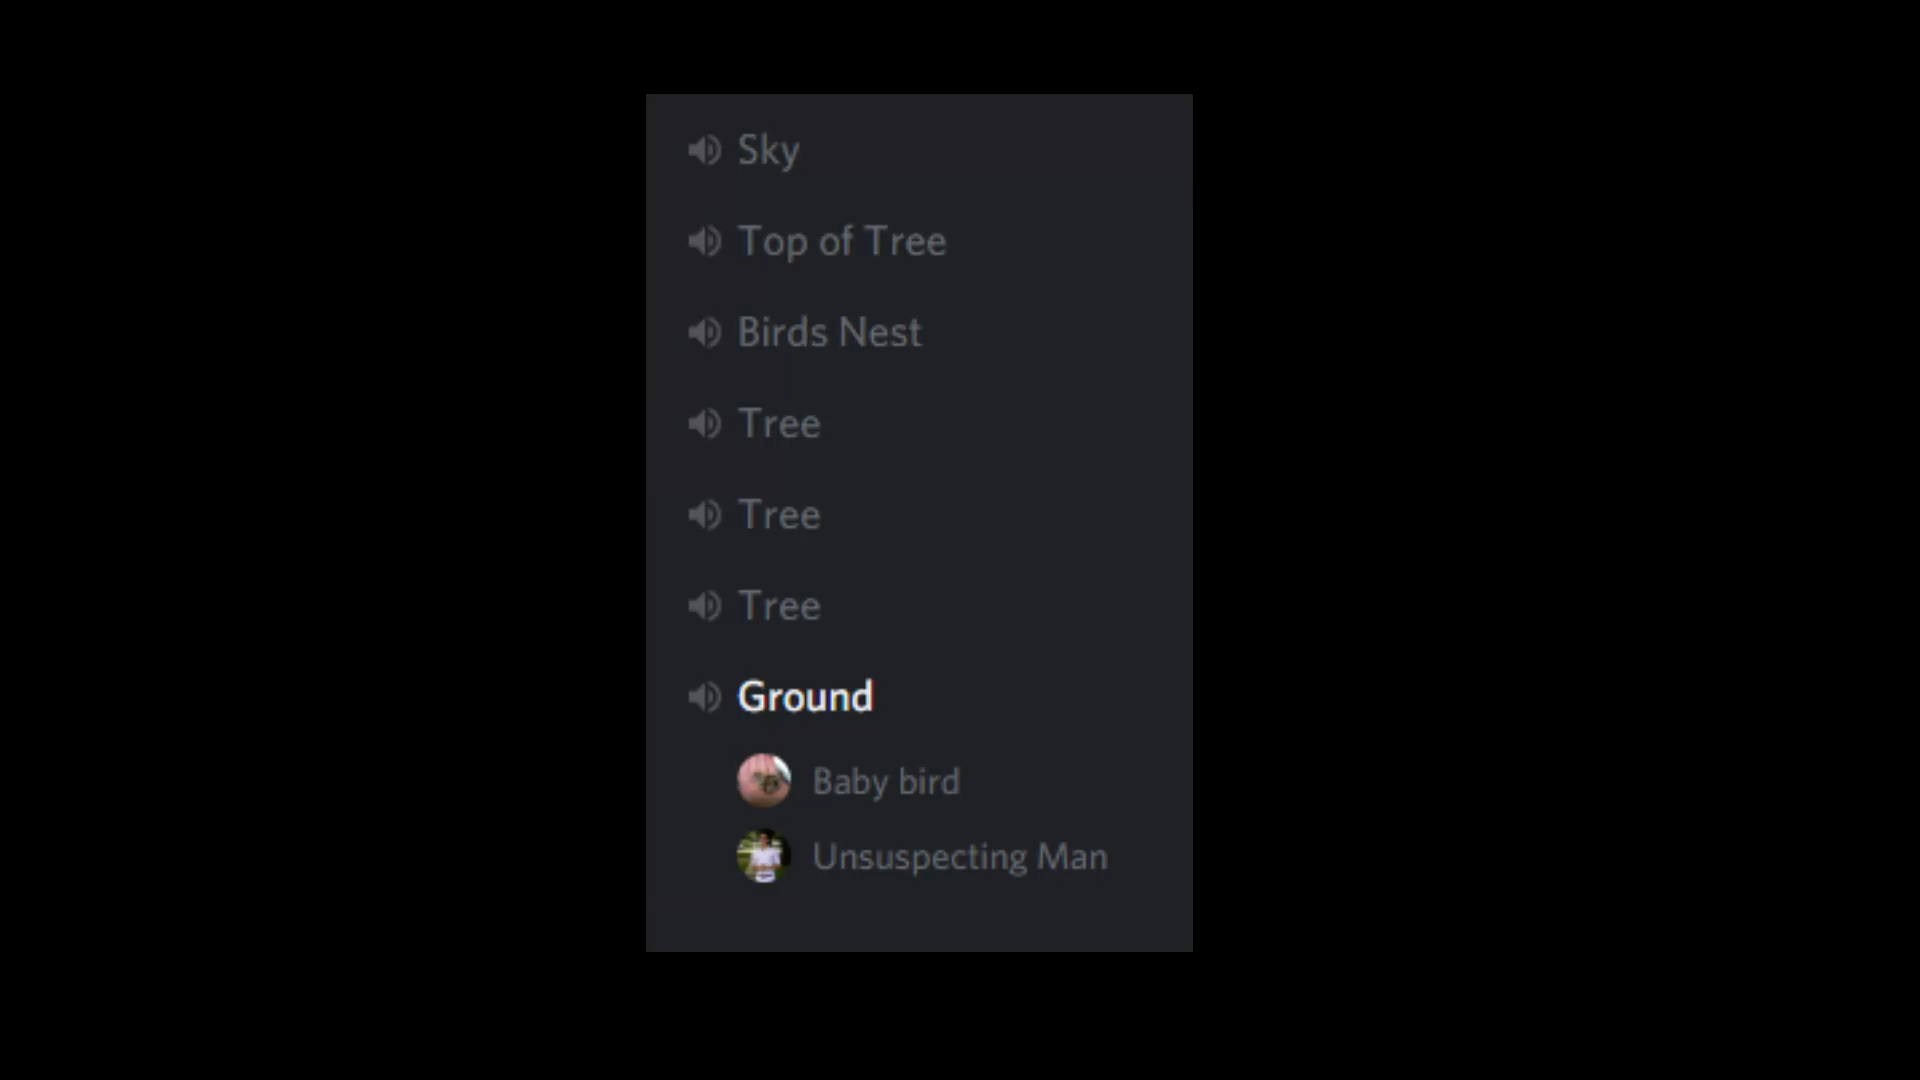 Sky
Top of Tree
Birds Nest
Tree
Tree
Tree
Ground
Baby bird
Unsuspecting Man